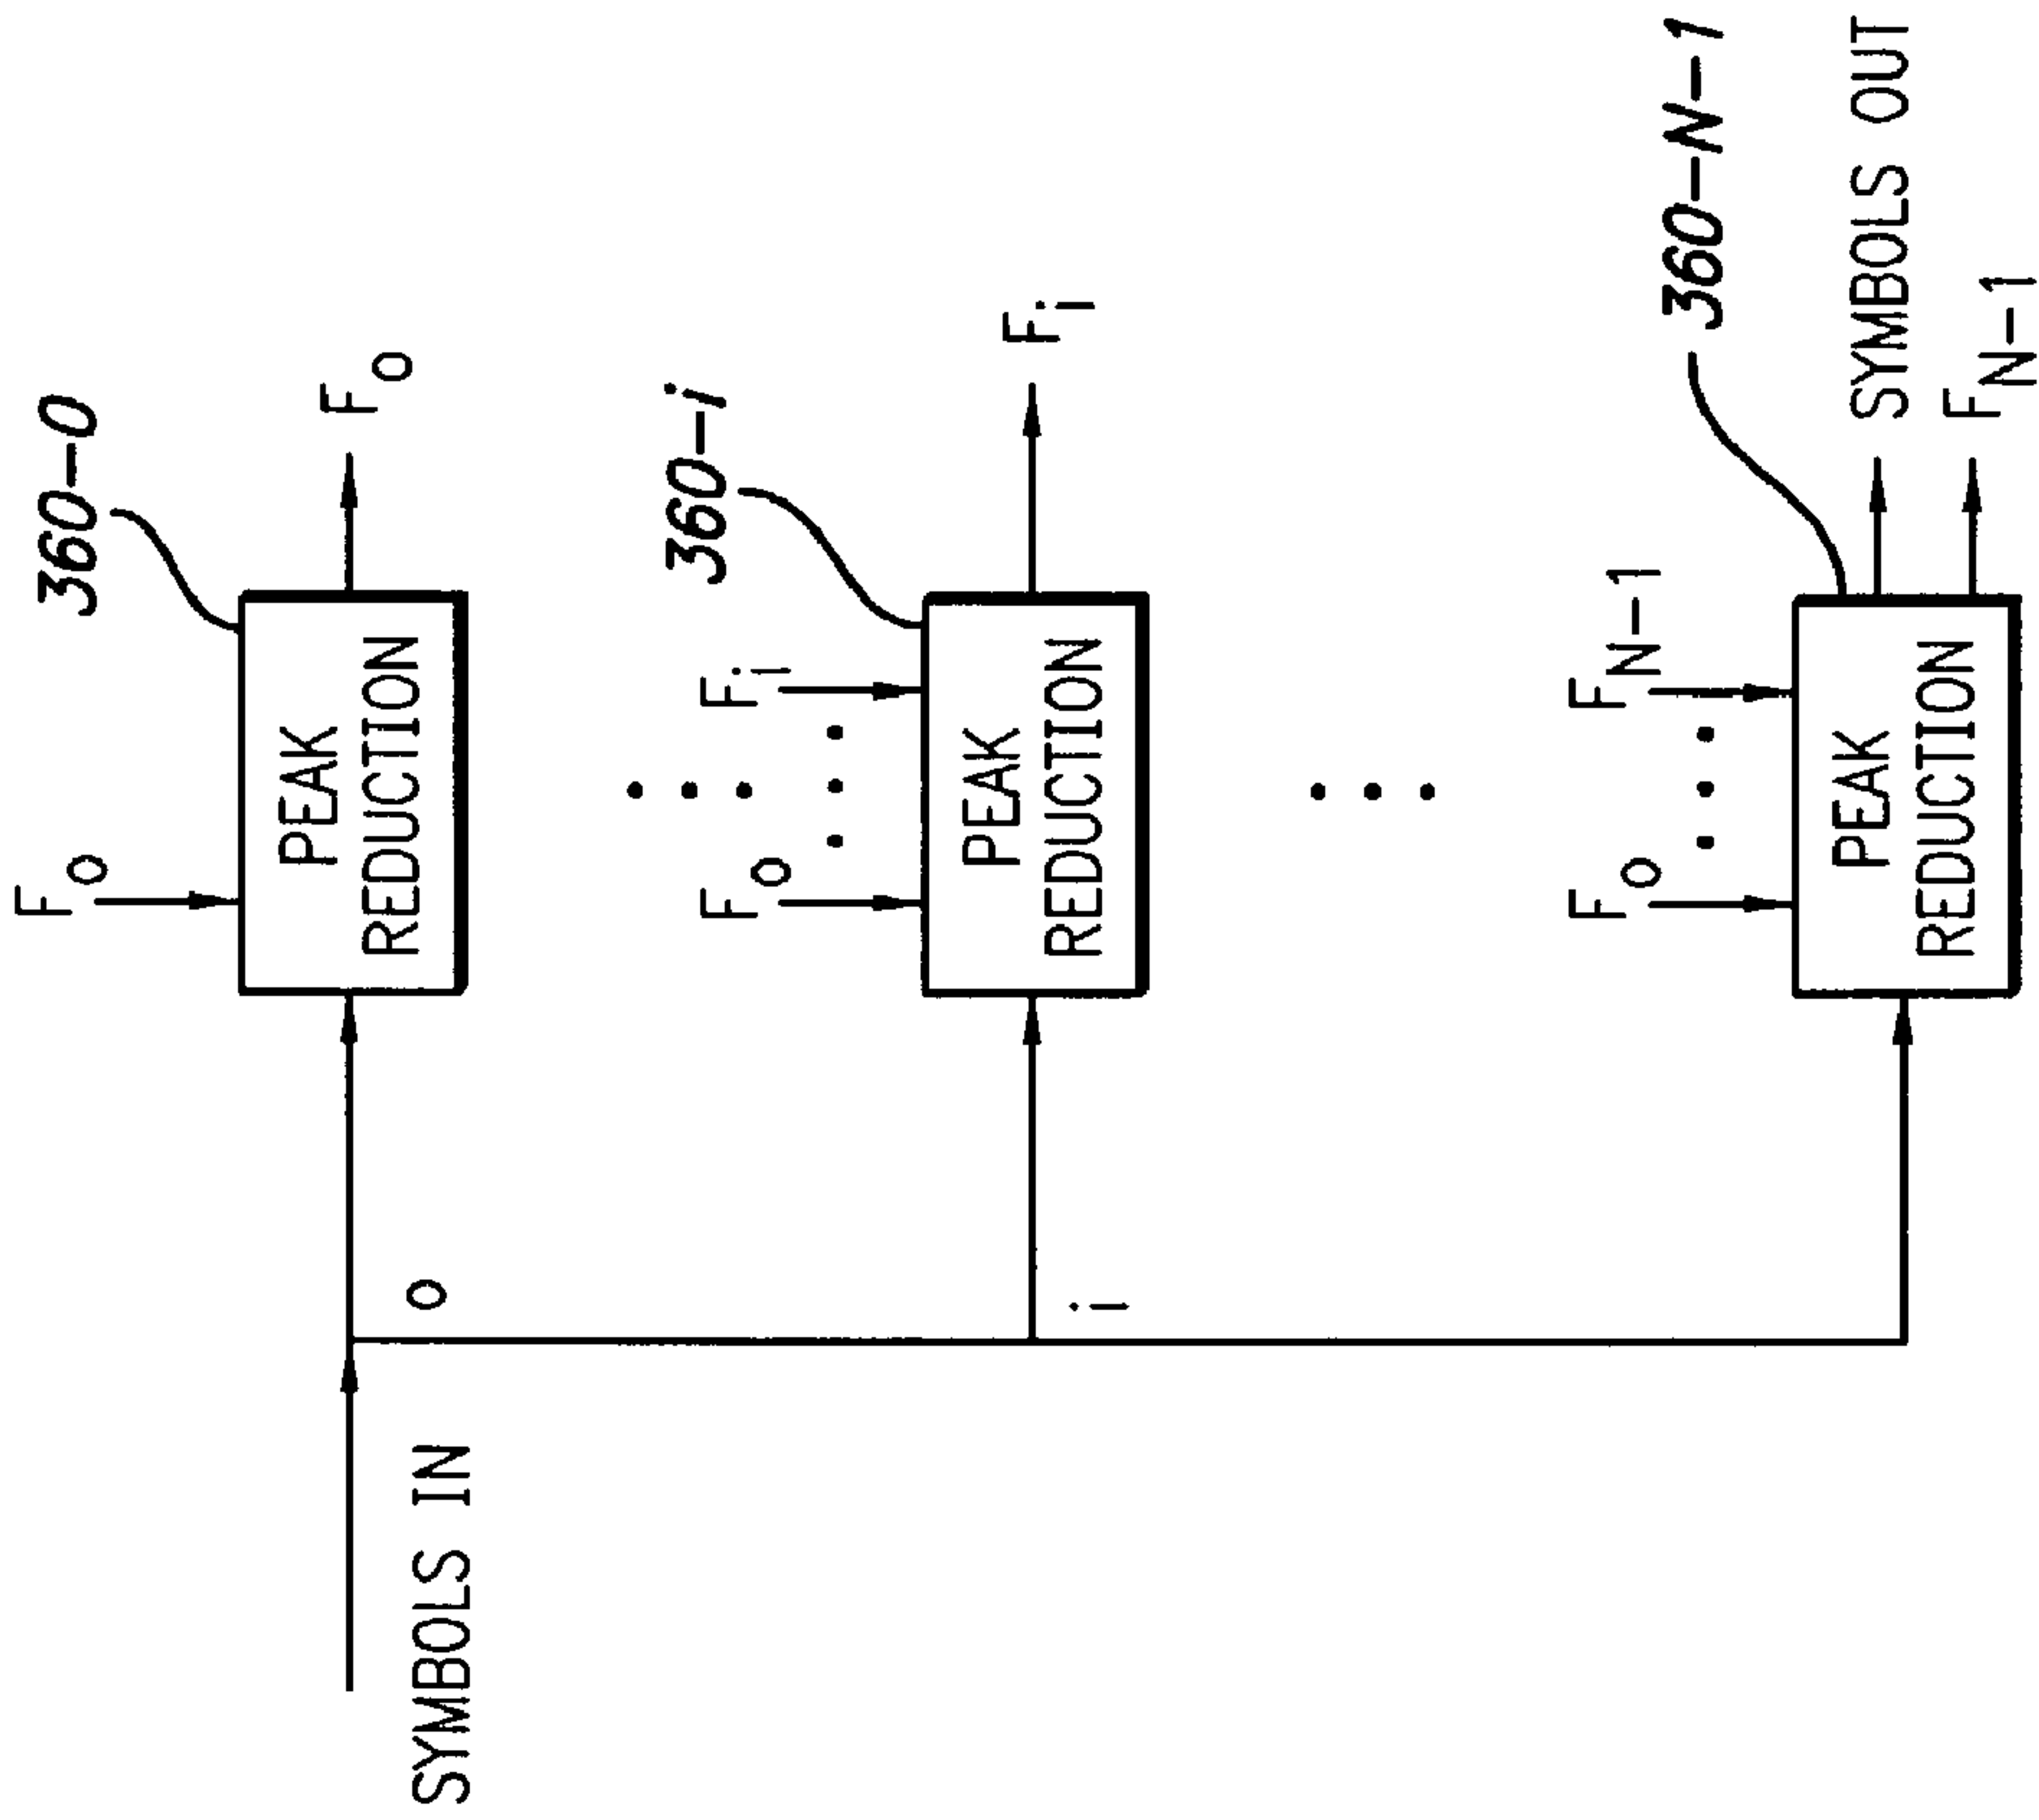 SYMBOLS IN
0
i
F0
PEAK
REDUCTION
360-0
F0
F0
. . .
Fi
PEAK
REDUCTION
360-i
Fi
F0
. . .
FN-1
PEAK
REDUCTION
360-N-1
SYMBOLS OUT
FN-1